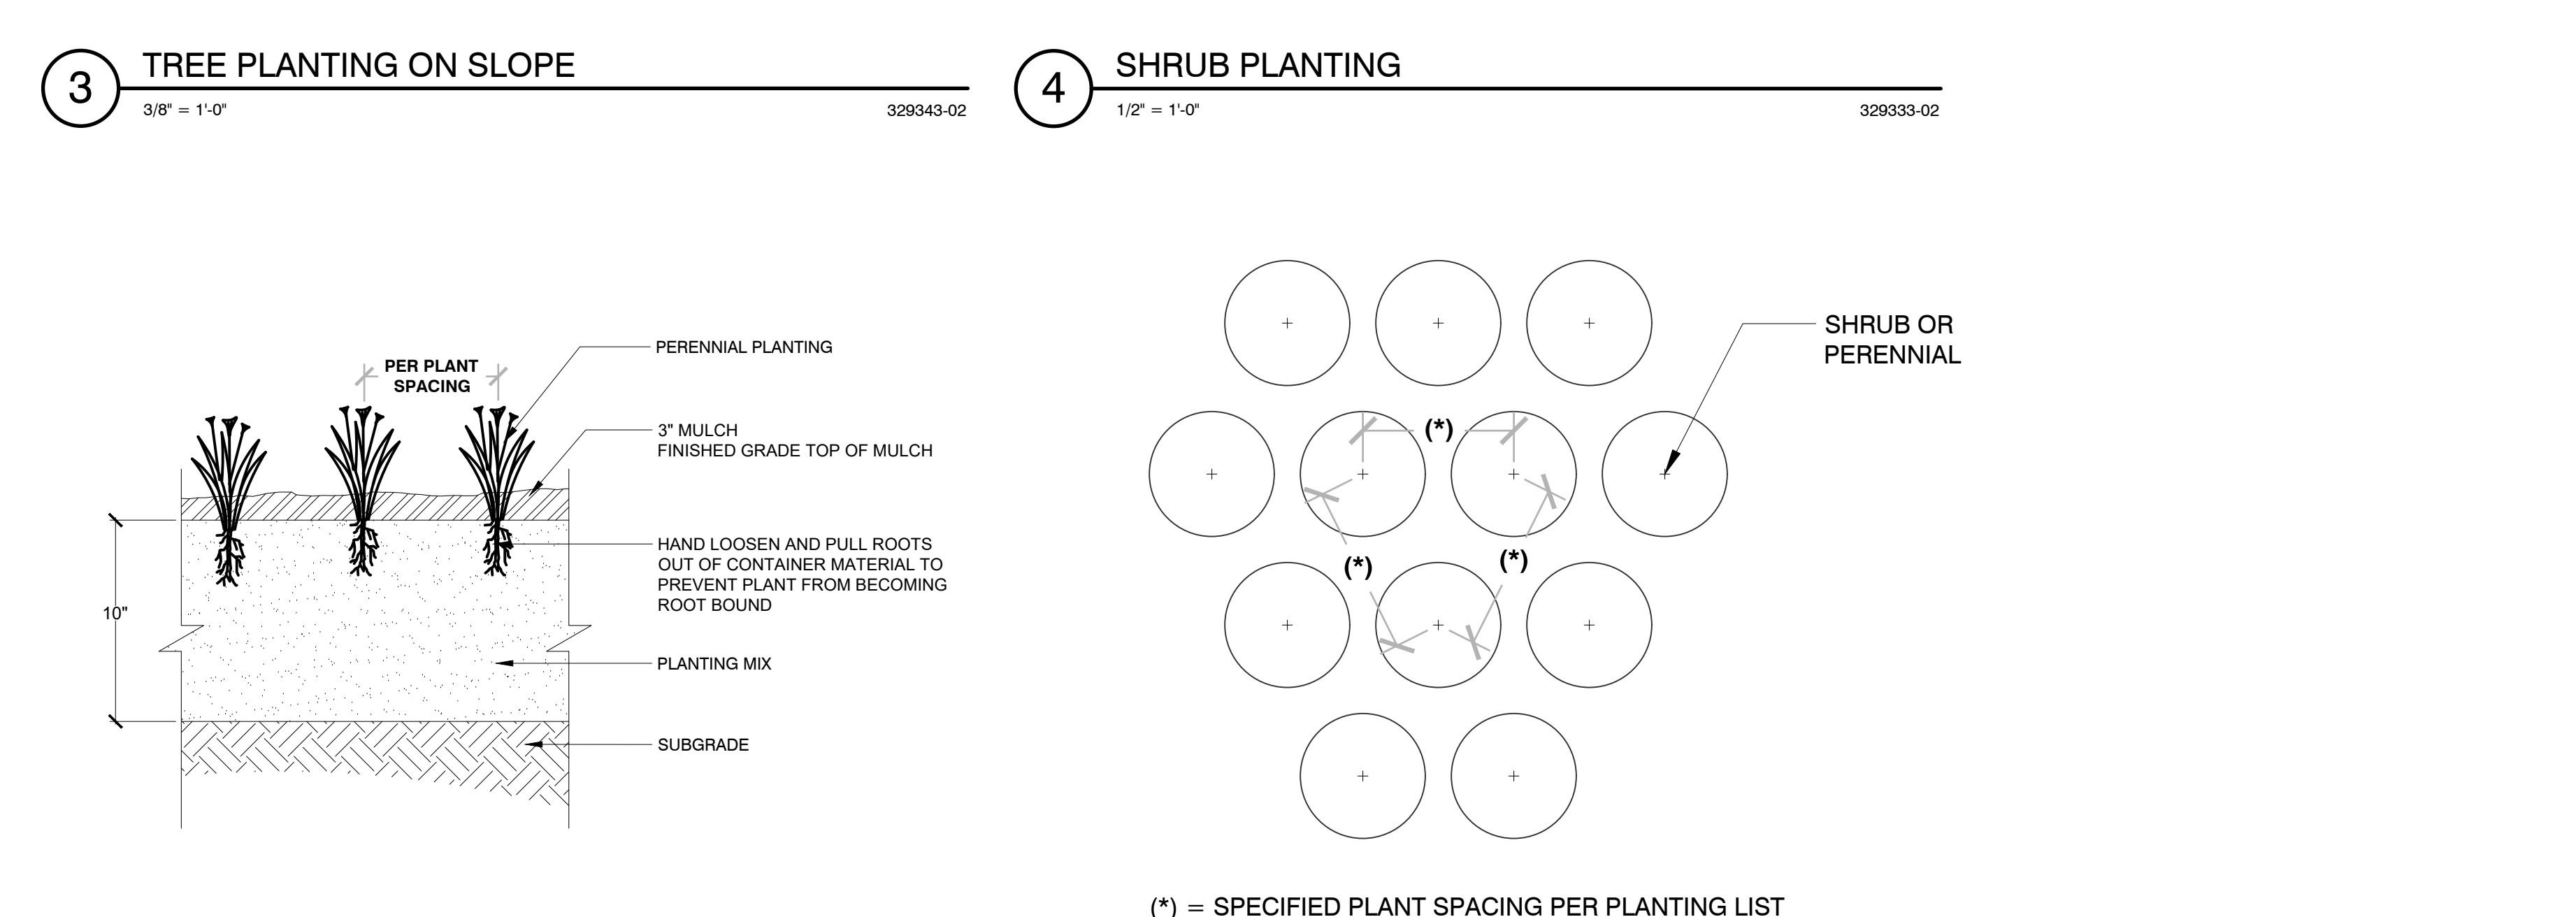 3
TREE PLANTING ON SLOPE
3/8" = 1'-0"
329343-02
4
SHRUB PLANTING
1/2" = 1'-0"
329333-02
PER PLANT
SPACING
PERENNIAL PLANTING
3" MULCH
FINISHED GRADE TOP OF MULCH
HAND LOOSEN AND PULL ROOTS
OUT OF CONTAINER MATERIAL TO
PREVENT PLANT FROM BECOMING
ROOT BOUND
10"
PLANTING MIX
SUBGRADE
SHRUB OR
PERENNIAL
(*)
(*)
(*)
(*) = SPECIFIED PLANT SPACING PER PLANTING LIST